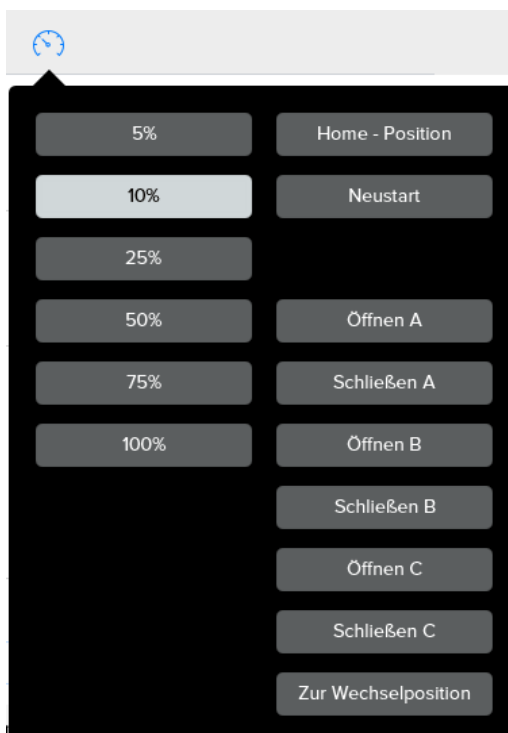 5%
Home - Position
10%
Neustart
25%
50%
Öffnen A
75%
Schließen A
100%
Öffnen B
Schließen B
Öffnen C
Schließen C
Zur Wechselposition